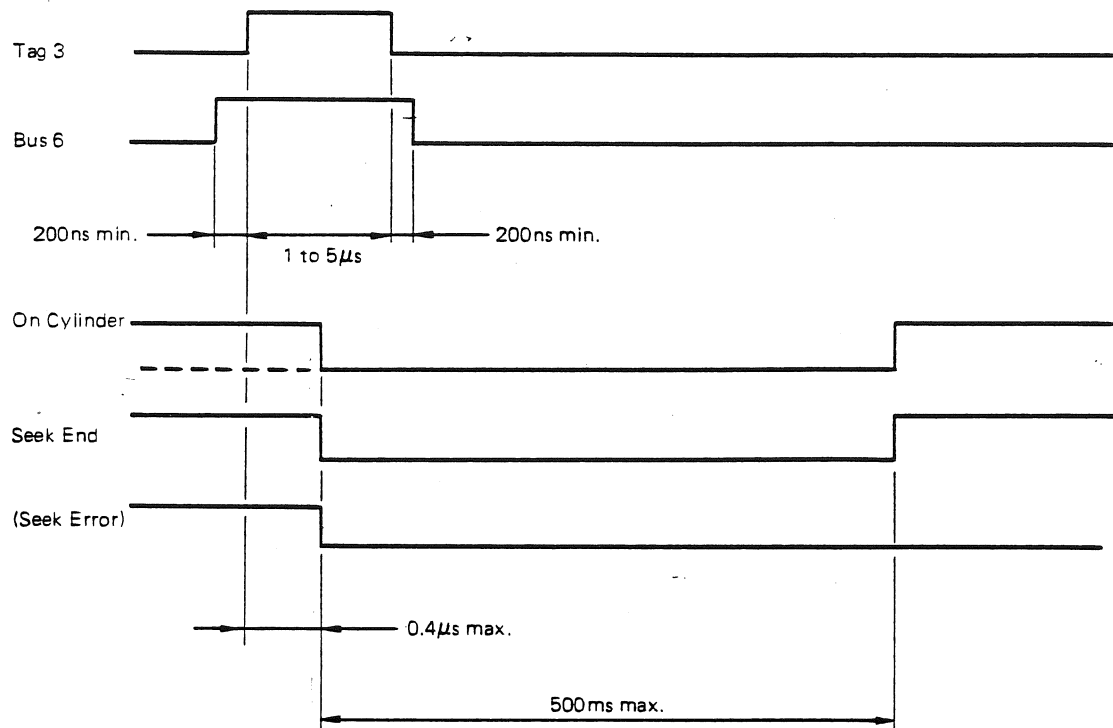 Tag 3
Bus 6
200ns min.
200ns min.
1 to 5μs
On Cylinder
Seek End
(Seek Error)
0.4μs max.
500ms max.